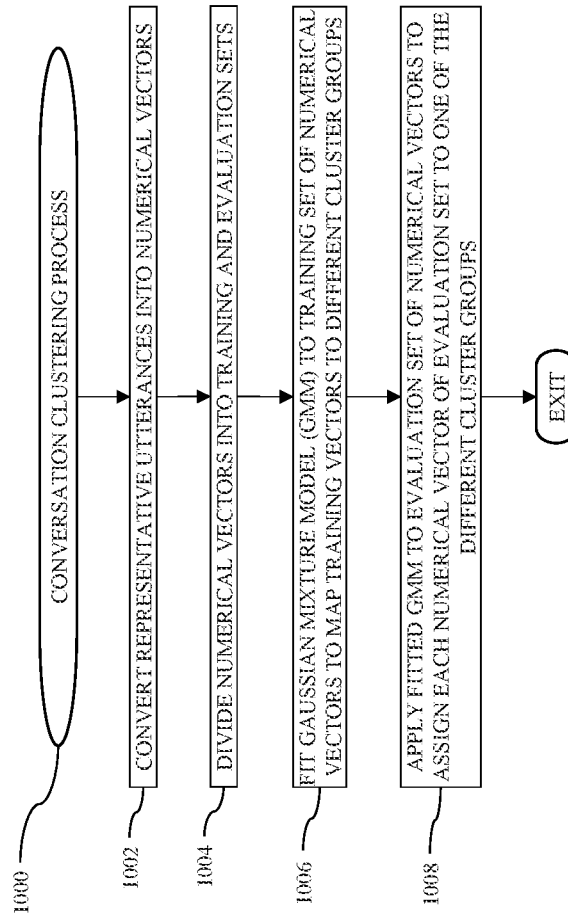 1000
CONVERSATION CLUSTERING PROCESS
1002
CONVERT REPRESENTATIVE UTTERANCES INTO NUMERICAL VECTORS
1004
DIVIDE NUMERICAL VECTORS INTO TRAINING AND EVALUATION SETS
1006
FIT GAUSSIAN MIXTURE MODEL (GMM) TO TRAINING SET OF NUMERICAL
VECTORS TO MAP TRAINING VECTORS TO DIFFERENT CLUSTER GROUPS
1008
APPLY FITTED GMM TO EVALUATION SET OF NUMERICAL VECTORS TO
ASSIGN EACH NUMERICAL VECTOR OF EVALUATION SET TO ONE OF THE
DIFFERENT CLUSTER GROUPS
EXIT